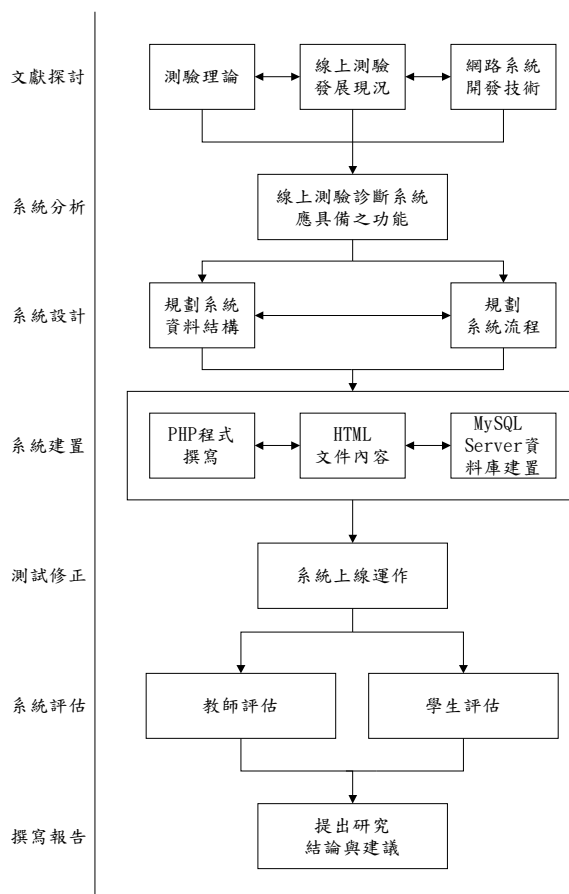 文獻探討
測驗理論
線上測驗
發展現況
網路系統
開發技術
系統分析
線上測驗診斷系統
應具備之功能
系統設計
規劃系統
資料結構
規劃
系統流程
系統建置
PHP程式
撰寫
HTML
文件內容
MySQL
Server資
料庫建置
測試修正
系統上線運作
系統評估
教師評估
學生評估
撰寫報告
提出研究
結論與建議